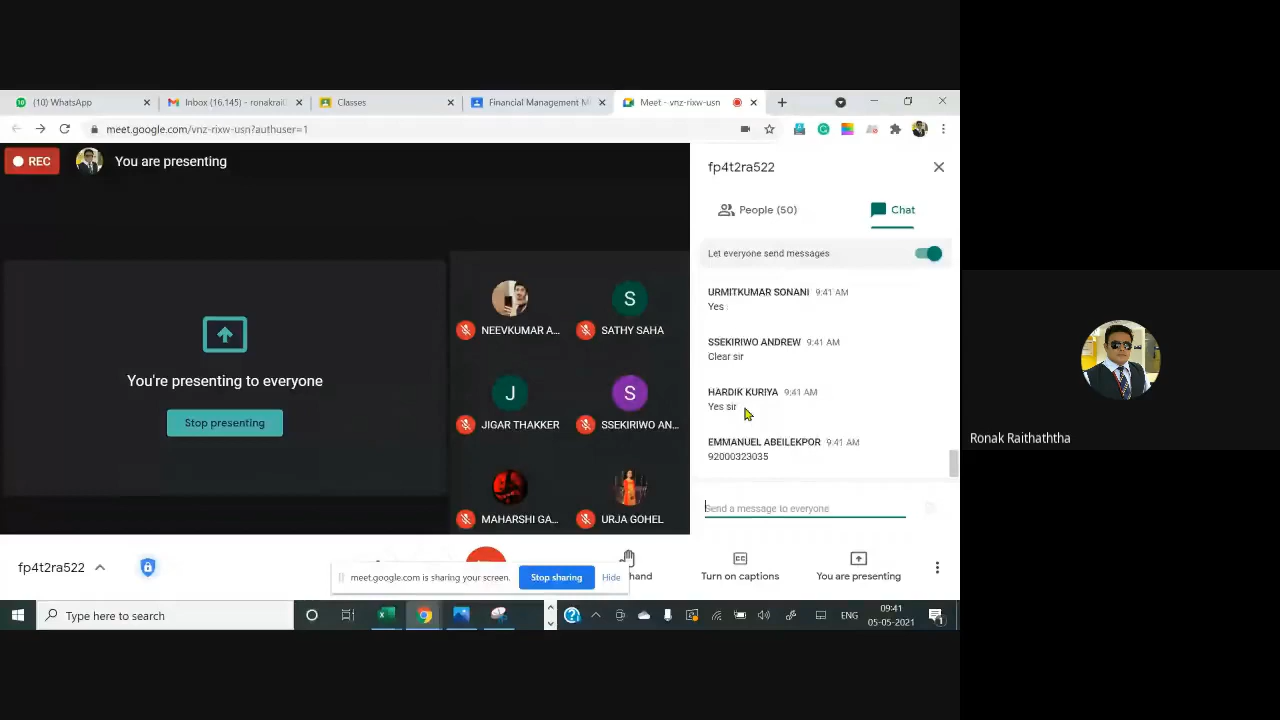 (10) WhatsApp
Inbox (16,145) - ronakrait
Classes
Financial Management M
Meet - vnz-rixw-usn
meet.google.com/vnz-rixw-usn?authuser=1
REC
You are presenting
fp4t2ra522
People (50)
Chat
Let everyone send messages
URMITKUMAR SONANI 9:41 AM
Yes
SSEKIRIWO ANDREW 9:41 AM
Clear sir
HARDIK KURIYA 9:41 AM
Yes sir
EMMANUEL ABEILEKPOR 9:41 AM
92000323035
Send a message to everyone
You're presenting to everyone
Stop presenting
NEEVKUMAR A...
S
SATHY SAHA
J
JIGAR THAKKER
S
SSEKIRIWO AN...
MAHARSHI GA...
URJA GOHEL
Ronak Raithaththa
fp4t2ra522
meet.google.com is sharing your screen.
Stop sharing
Hide
hand
Turn on captions
You are presenting
Type here to search
ENG
09:41
05-05-2021